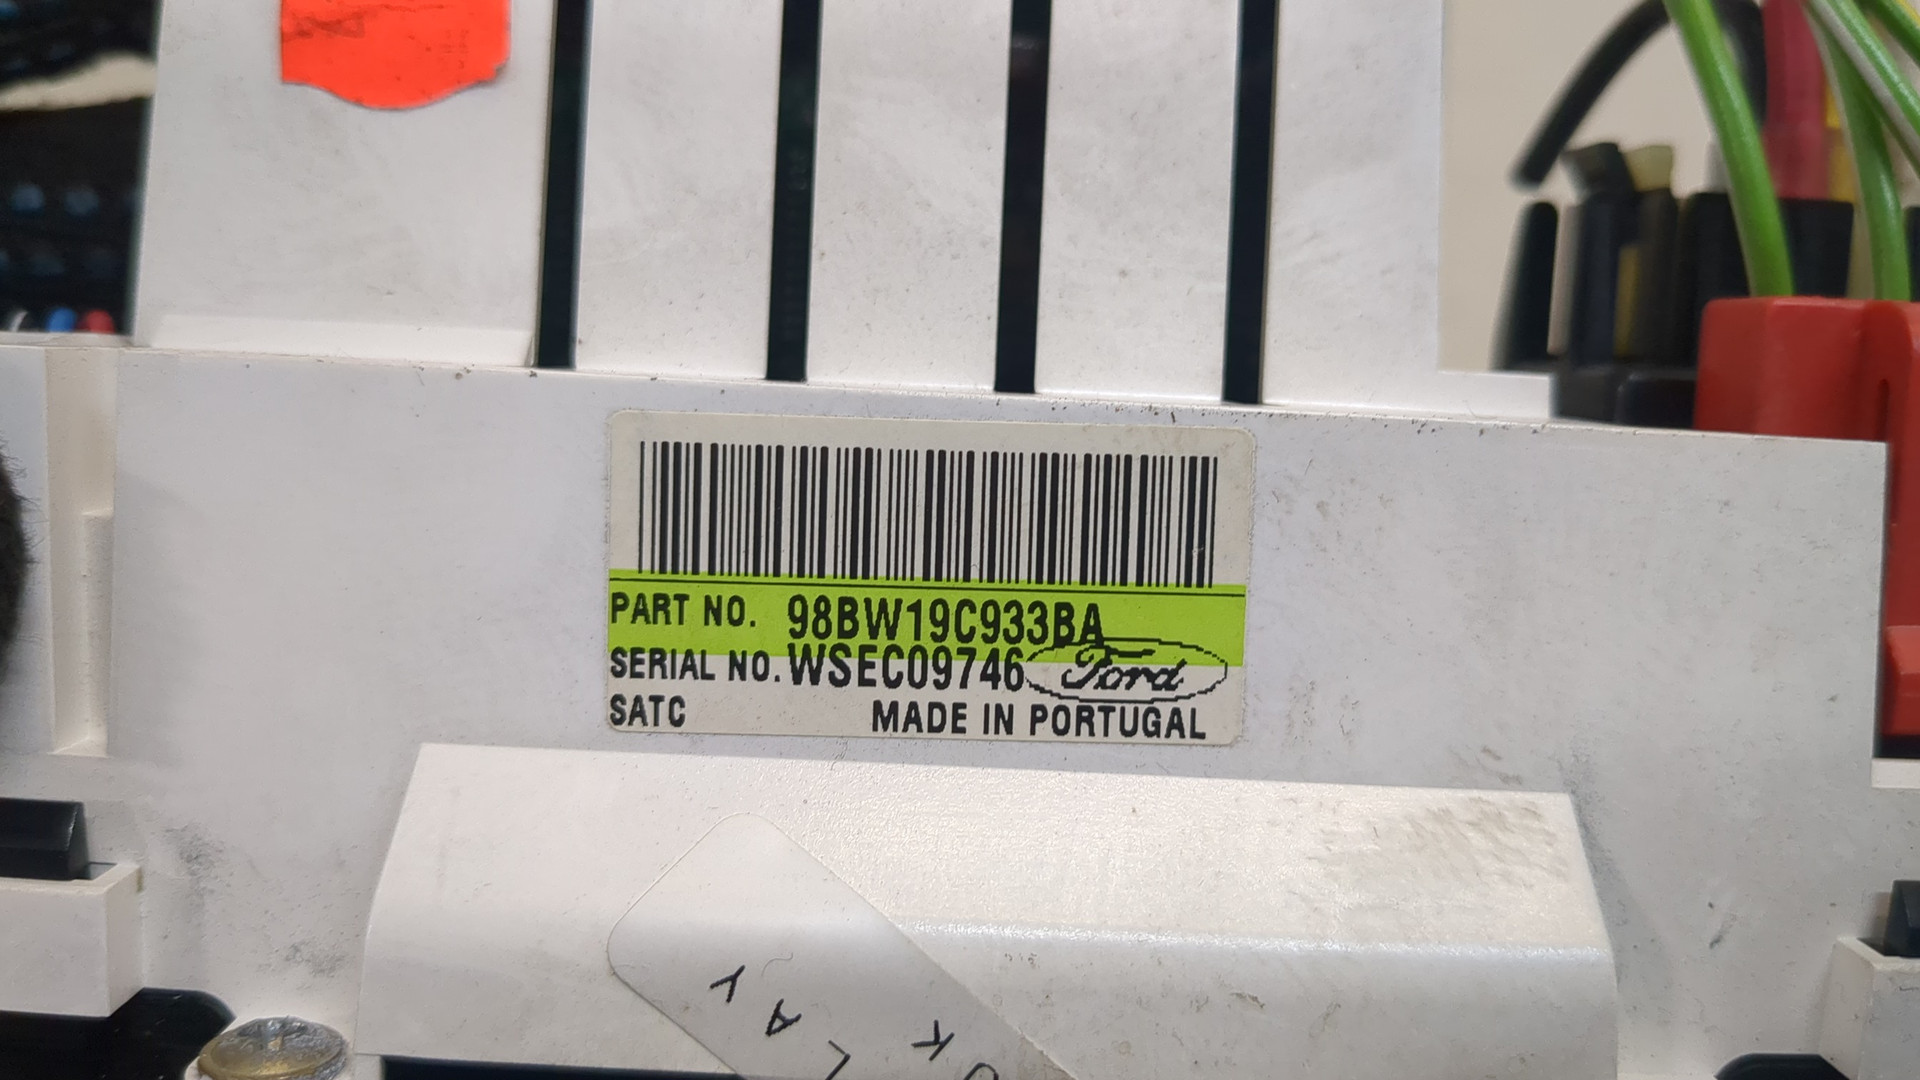 PART NO. 98BW19C933BA
SERIAL NO. WSEC09746 Ford
SATC MADE IN PORTUGAL